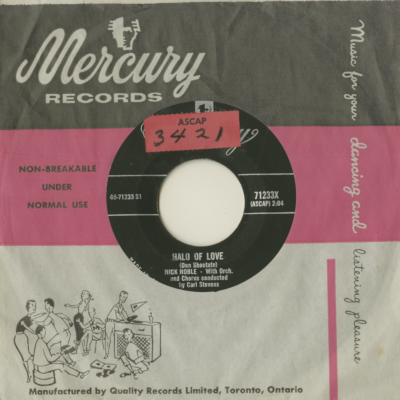 Mercury
RECORDS
Music for your dancing and listening pleasure
NON-BREAKABLE
UNDER
NORMAL USE
ASCAP
3421
45-71233 S1
71233X
(ASCAP) 2:04
HALO OF LOVE
(Don Shoutate)
NICK NOBLE - With Orch.
and Chorus conducted
by Carl Stevens
Manufactured by Quality Records Limited, Toronto, Ontario